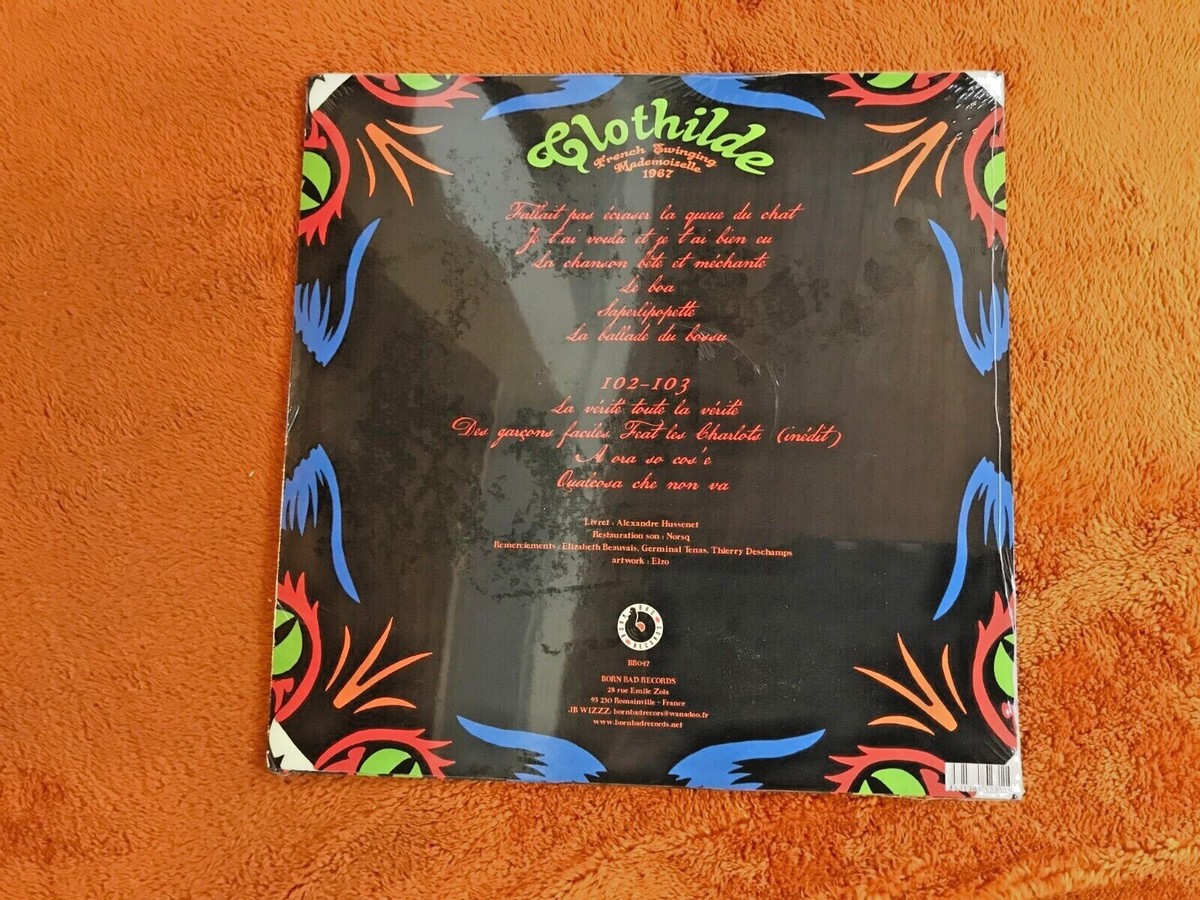 Clothilde
French Swinging
Mademoiselle
1967
Fallait pas écraser la queue du chat
Je t'ai voulu et je t'ai bien eu
La chanson bête et méchante
Le boa
Saperlipopette
La ballade du bossu
102-103
La vérité toute la vérité
Des garçons faciles Feat les Charlots (inédit)
A ora so cos'e
Qualcosa che non va
Livret : Alexandre Hussenet
Restauration son : Norsq
Remerciements : Elizabeth Beauvais, Germinal Tenas, Thierry Deschamps
artwork : Elzo
BORN BAD RECORDS
BB047
BORN BAD RECORDS
28 rue Emile Zola
93 230 Romainville - France
JB WIZZZ: bornbadrecors@wanadoo.fr
www.bornbadrecords.net